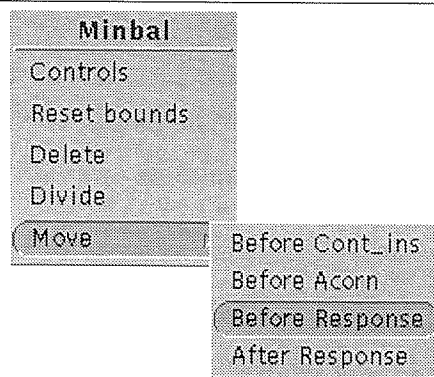 Minbal
Controls
Reset bounds
Delete
Divide
Move
Before Cont_ins
Before Acorn
Before Response
After Response